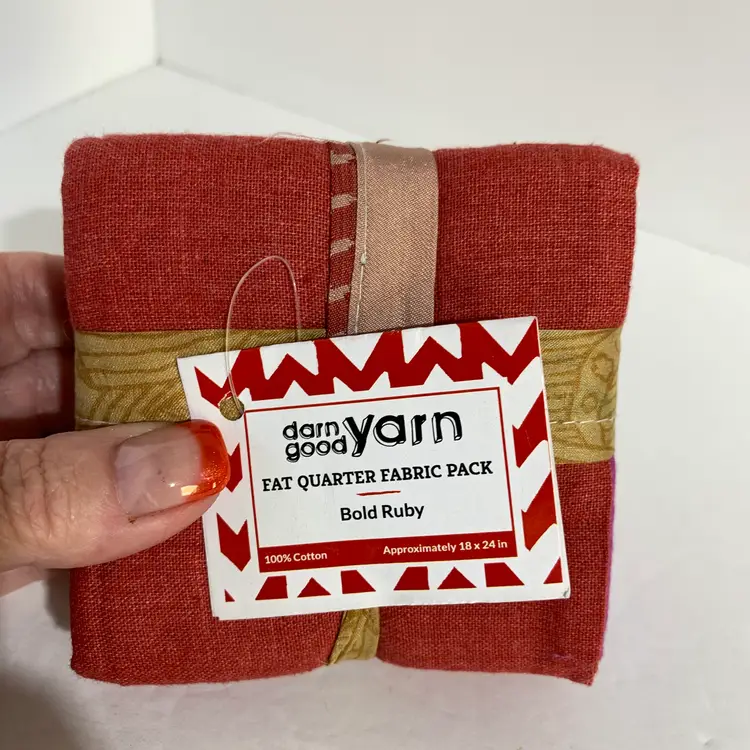 darn good yarn
FAT QUARTER FABRIC PACK
Bold Ruby
100% Cotton
Approximately 18 x 24 in